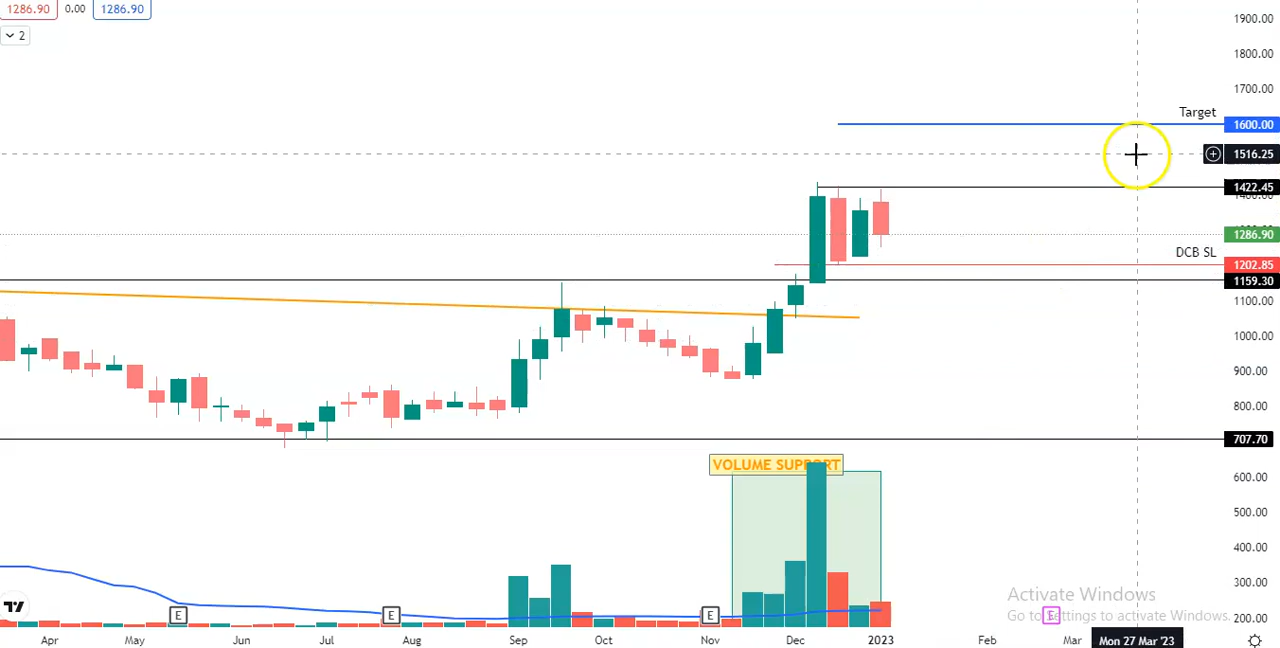 1286.90 0.00 1286.90
2
1900.00
1800.00
1700.00
Target
1600.00
1516.25
1422.45
1286.90
DCB SL
1202.85
1159.30
1100.00
1000.00
900.00
800.00
707.70
VOLUME SUPPORT
600.00
500.00
400.00
300.00
200.00
Activate Windows
Go to Settings to activate Windows.
E E E E
Apr May Jun Jul Aug Sep Oct Nov Dec 2023 Feb Mar Mon 27 Mar '23